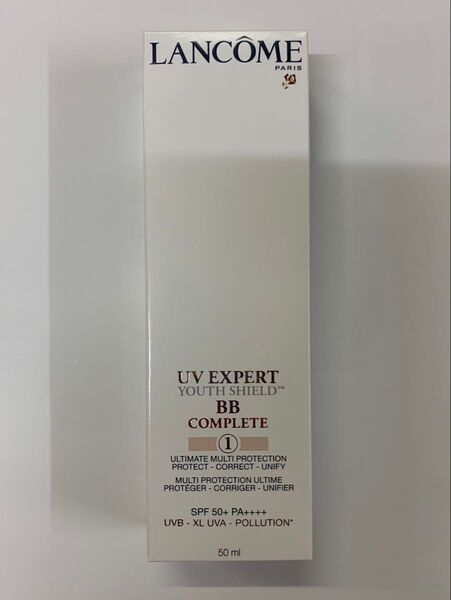 LANCÔME
PARIS
UV EXPERT
YOUTH SHIELD™
BB
COMPLETE
1
ULTIMATE MULTI PROTECTION
PROTECT - CORRECT - UNIFY
MULTI PROTECTION ULTIME
PROTÉGER - CORRIGER - UNIFIER
SPF 50+ PA++++
UVB - XL UVA - POLLUTION*
50 ml